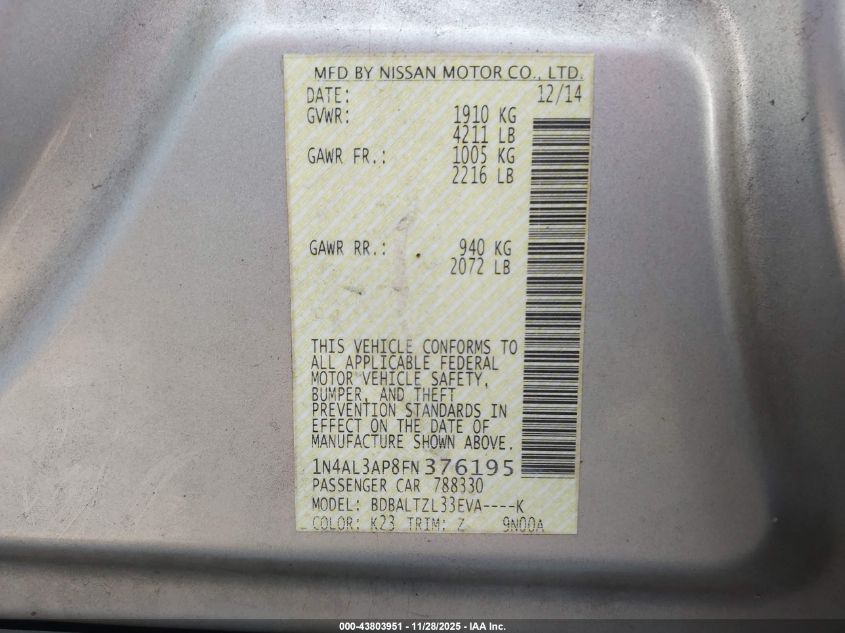 MFD BY NISSAN MOTOR CO., LTD.
DATE: 12/14
GVWR: 1910 KG
4211 LB
GAWR FR.: 1005 KG
2216 LB
GAWR RR.: 940 KG
2072 LB
THIS VEHICLE CONFORMS TO
ALL APPLICABLE FEDERAL
MOTOR VEHICLE SAFETY,
BUMPER, AND THEFT
PREVENTION STANDARDS IN
EFFECT ON THE DATE OF
MANUFACTURE SHOWN ABOVE.
1N4AL3AP8FN376195
PASSENGER CAR 788330
MODEL: BDBALTZL33EVA----K
COLOR: K23 TRIM: Z 9N00A
000-43803951 - 11/28/2025 - IAA Inc.